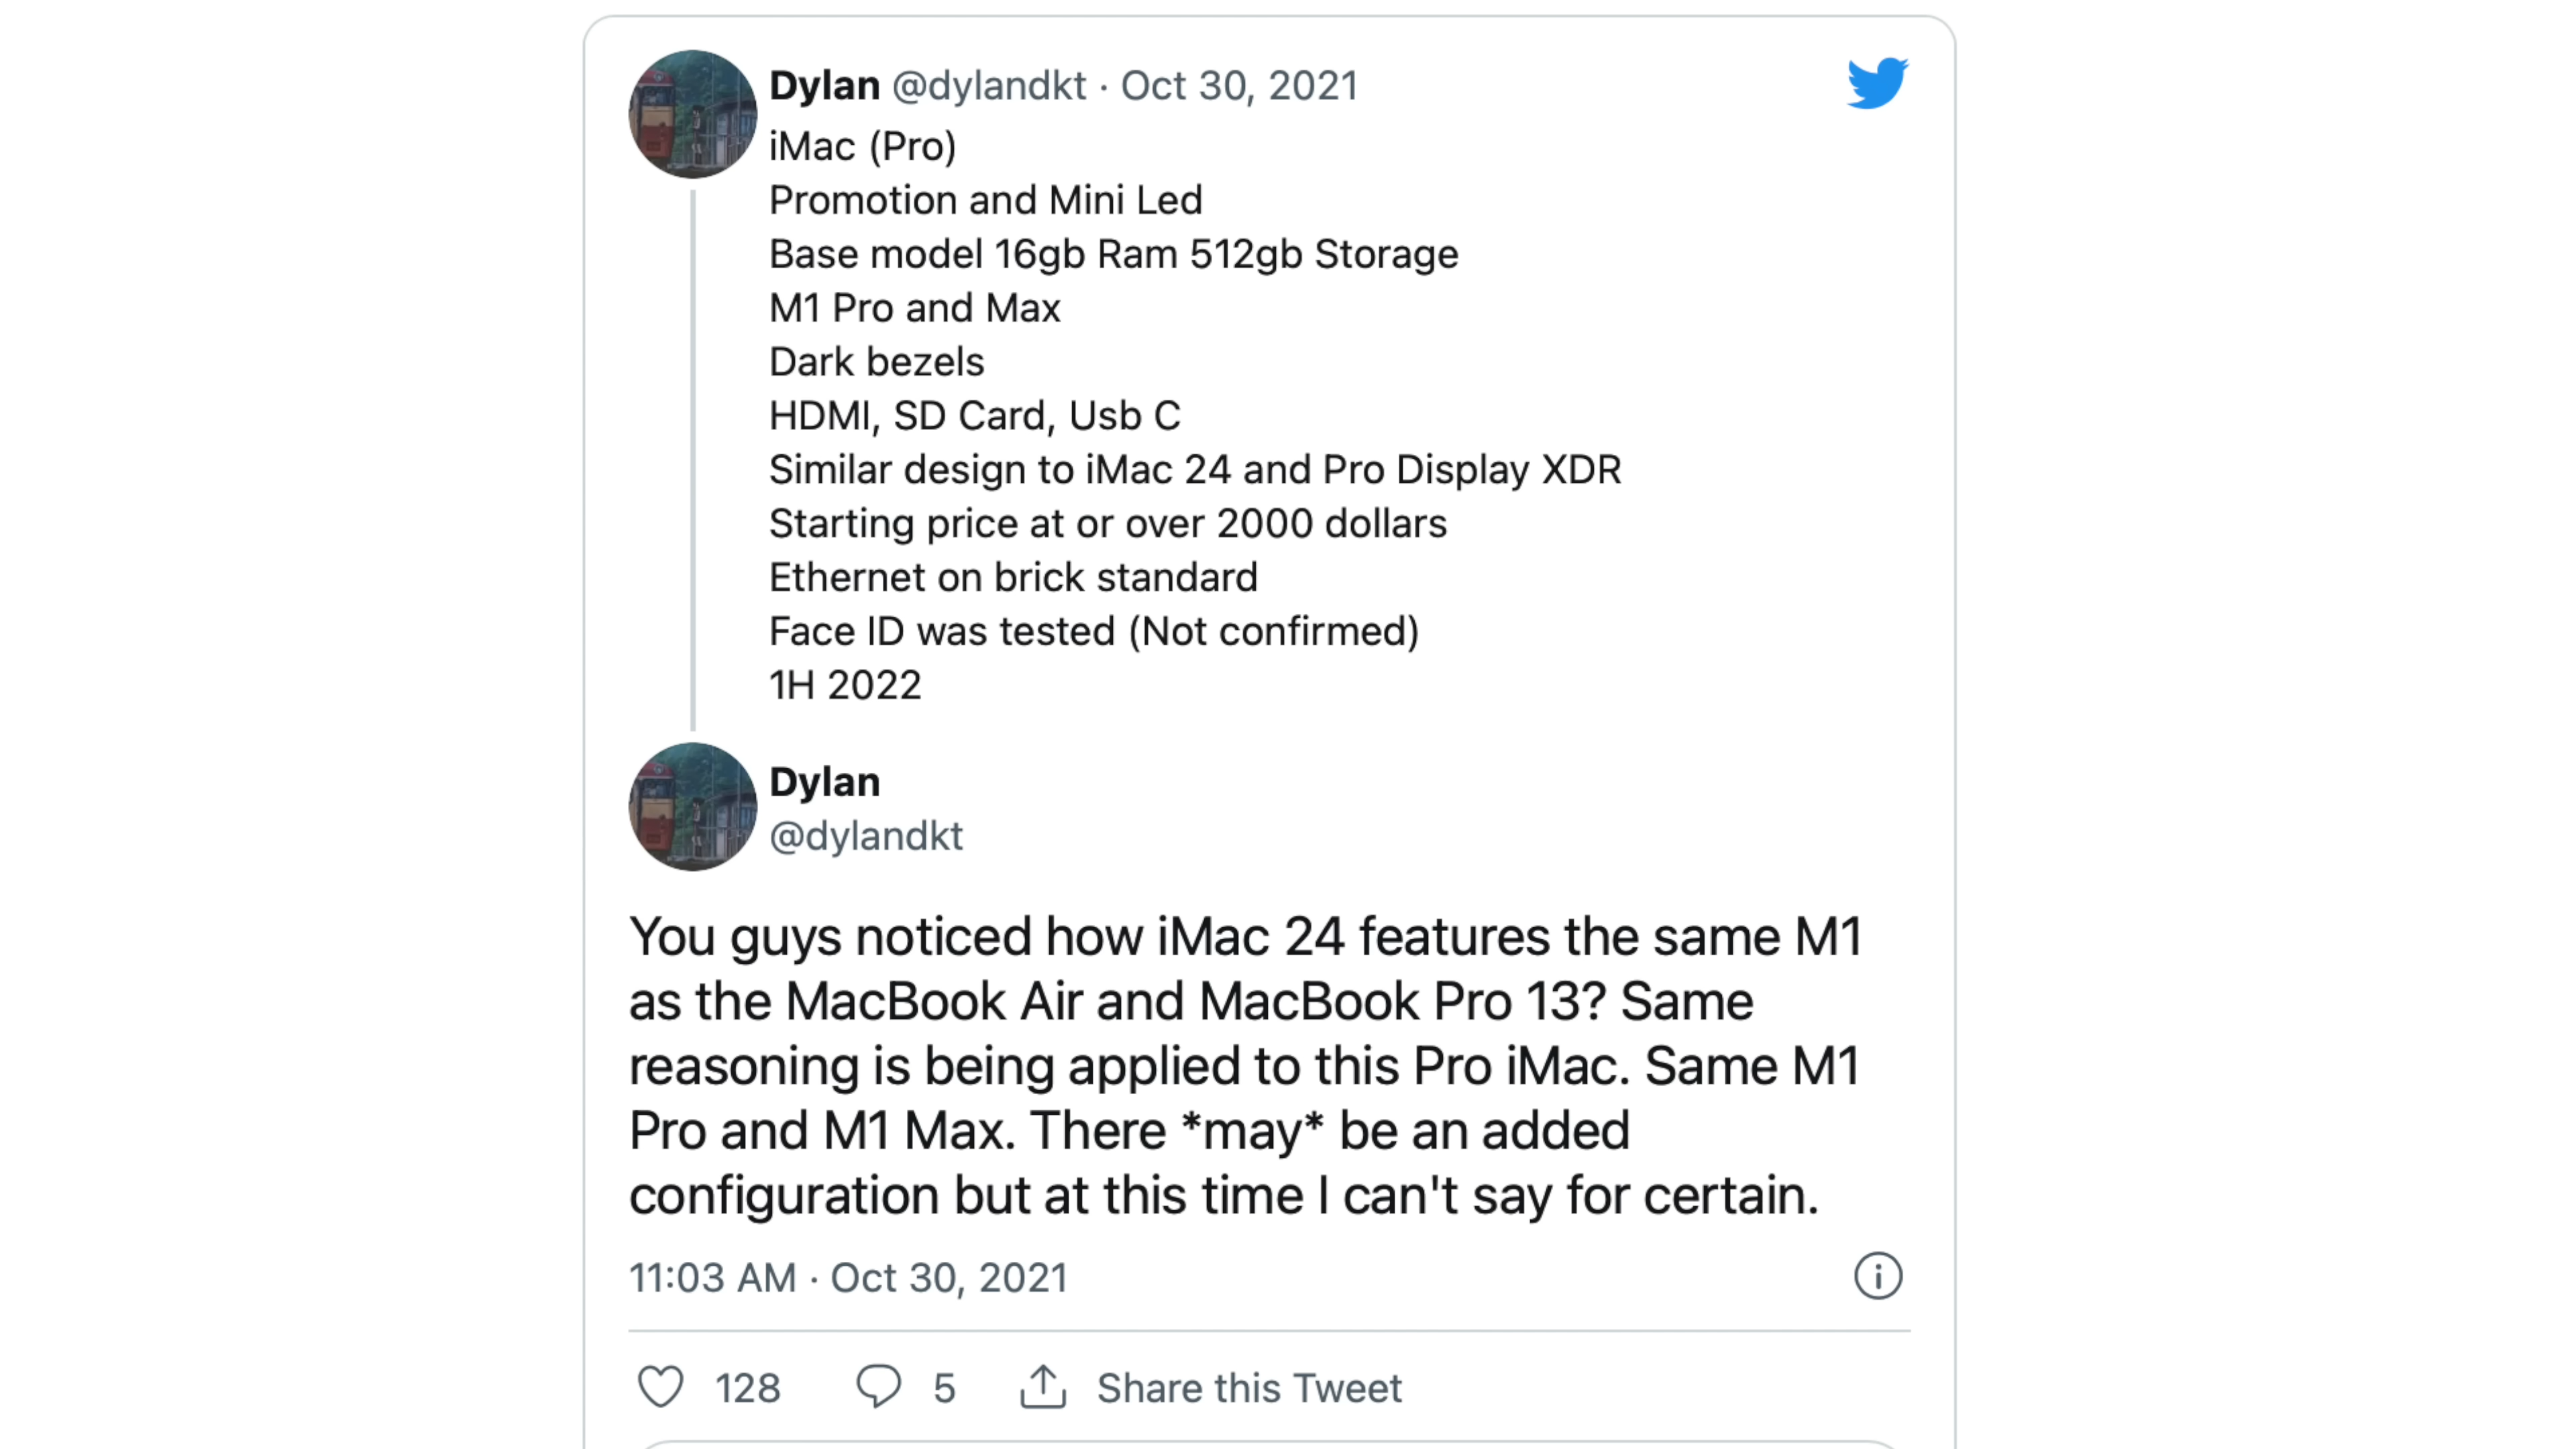 Dylan @dylandkt · Oct 30, 2021
iMac (Pro)
Promotion and Mini Led
Base model 16gb Ram 512gb Storage
M1 Pro and Max
Dark bezels
HDMI, SD Card, Usb C
Similar design to iMac 24 and Pro Display XDR
Starting price at or over 2000 dollars
Ethernet on brick standard
Face ID was tested (Not confirmed)
1H 2022
Dylan
@dylandkt
You guys noticed how iMac 24 features the same M1
as the MacBook Air and MacBook Pro 13? Same
reasoning is being applied to this Pro iMac. Same M1
Pro and M1 Max. There *may* be an added
configuration but at this time I can't say for certain.
11:03 AM · Oct 30, 2021
128 5 Share this Tweet